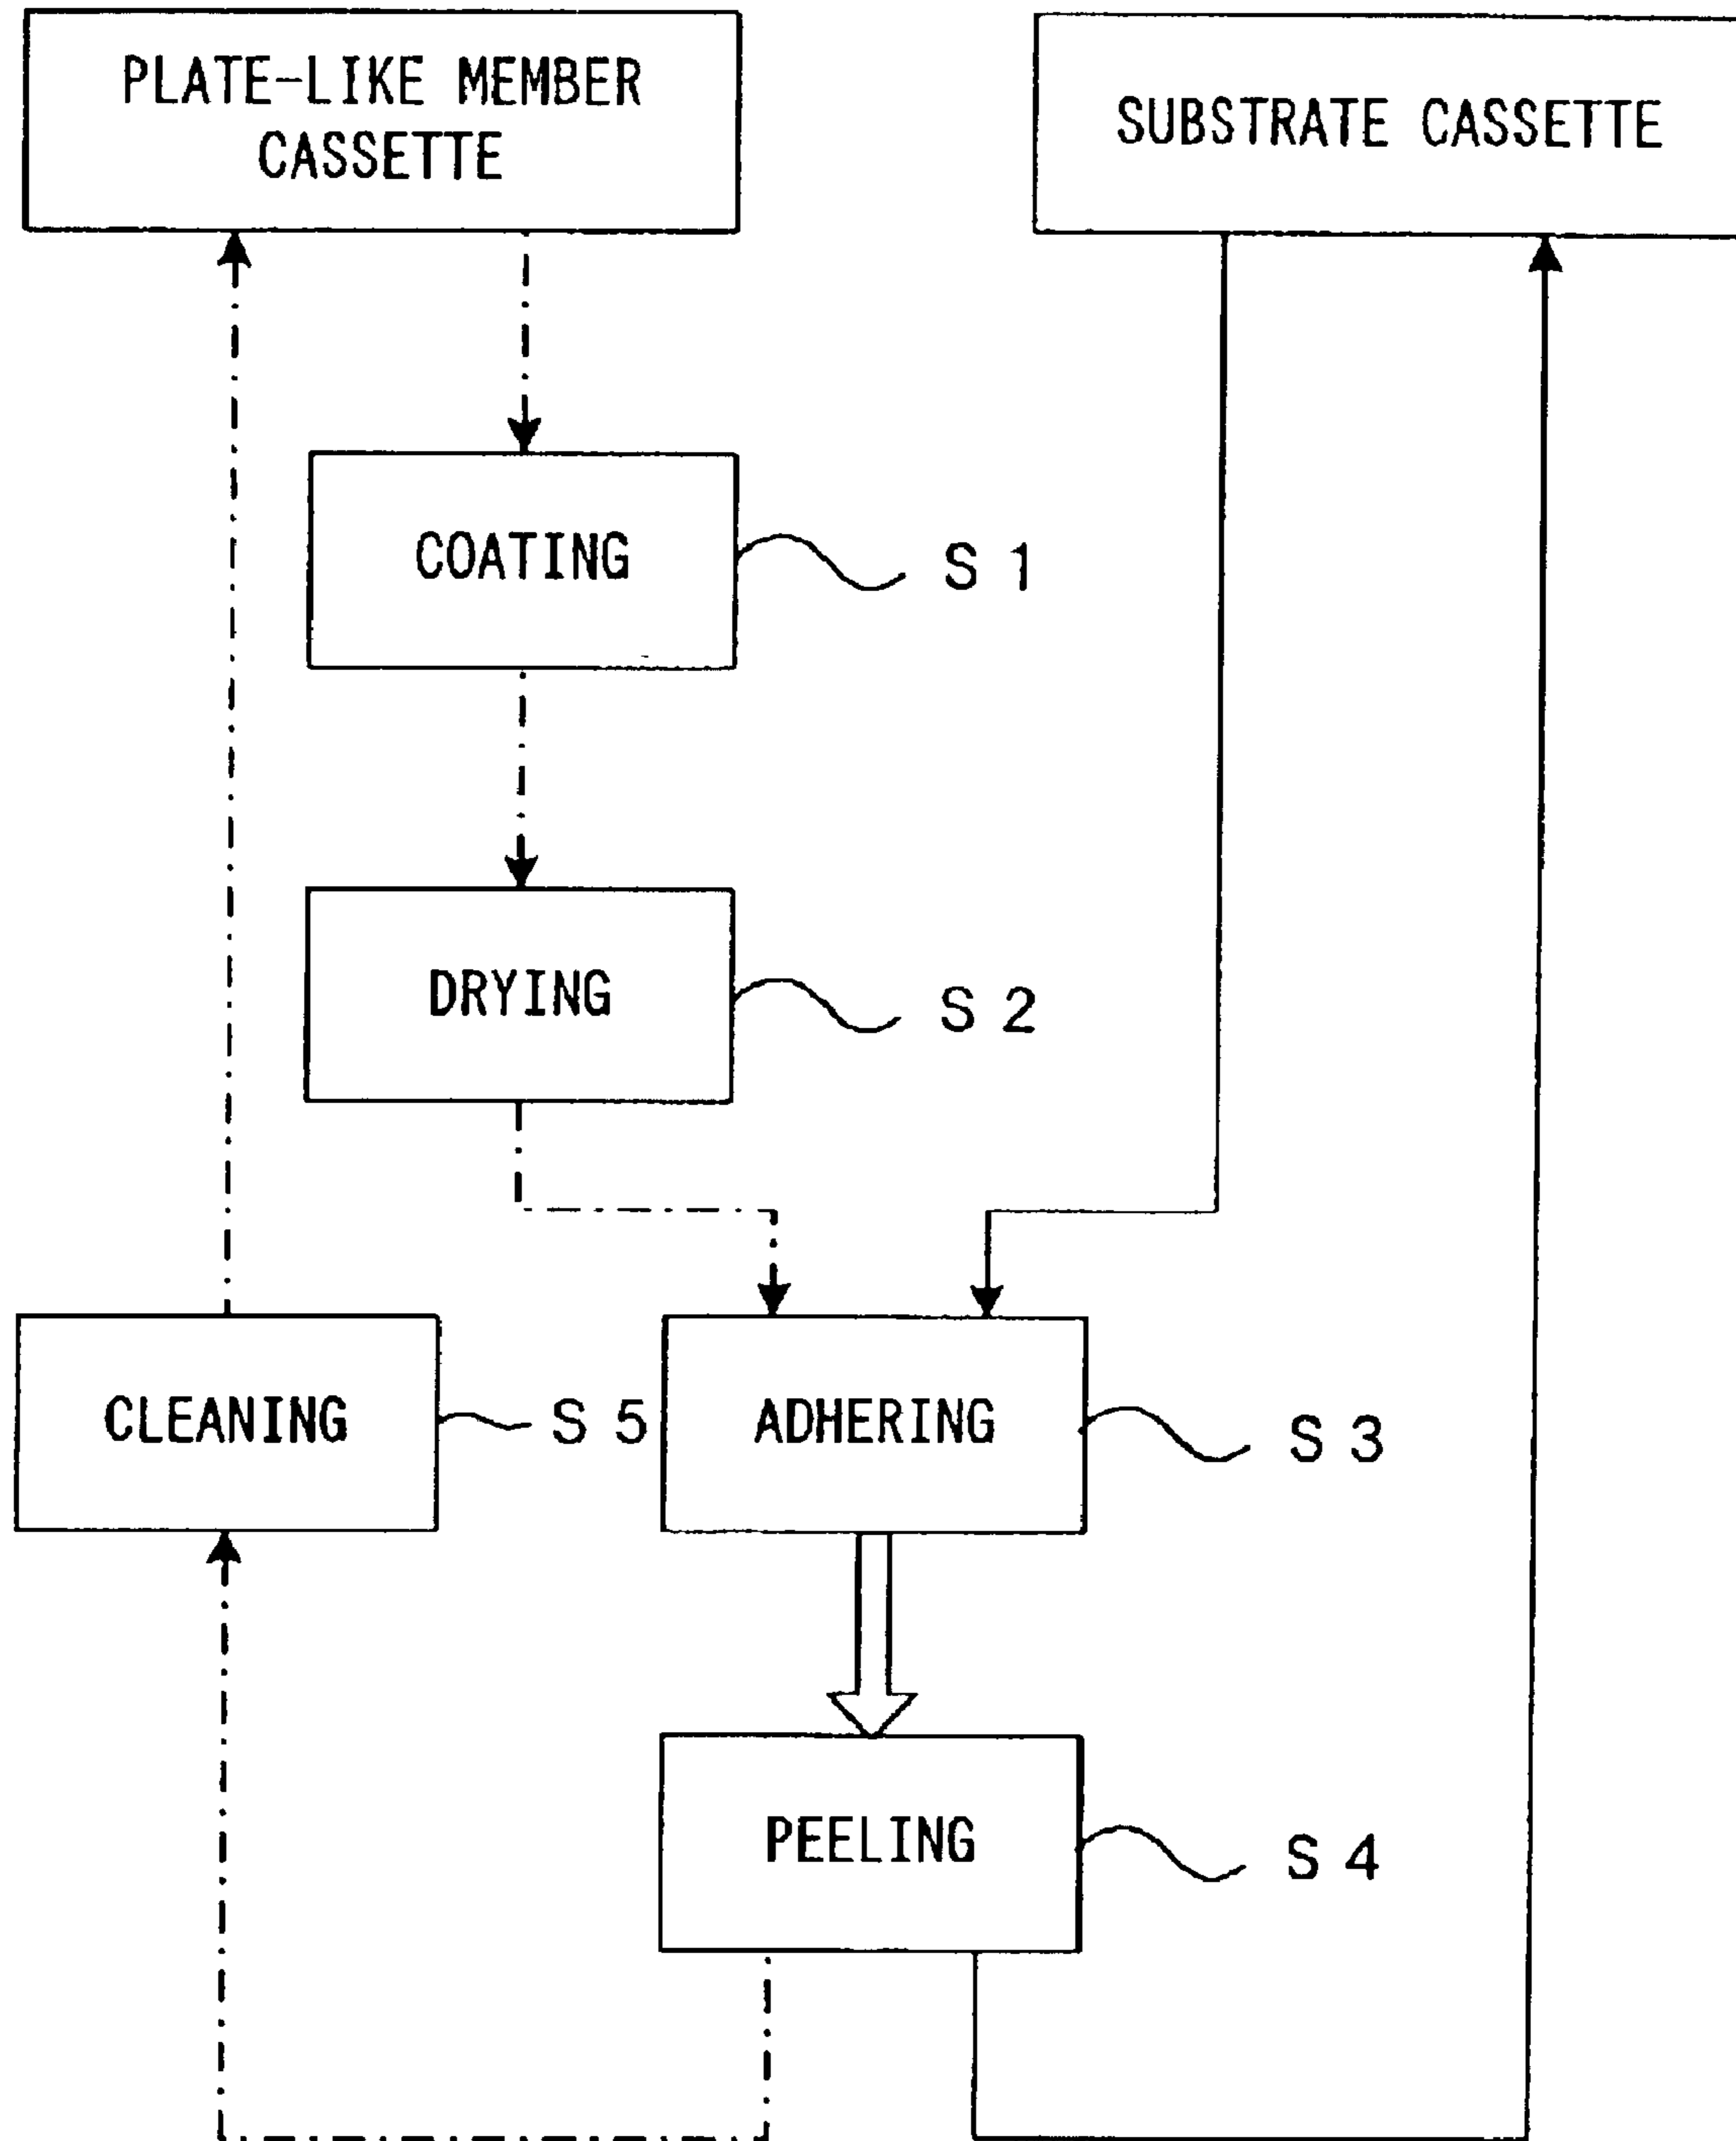 PLATE-LIKE MEMBER
CASSETTE
SUBSTRATE CASSETTE
COATING
S 1
DRYING
S 2
CLEANING
S 5
ADHERING
S 3
PEELING
S 4